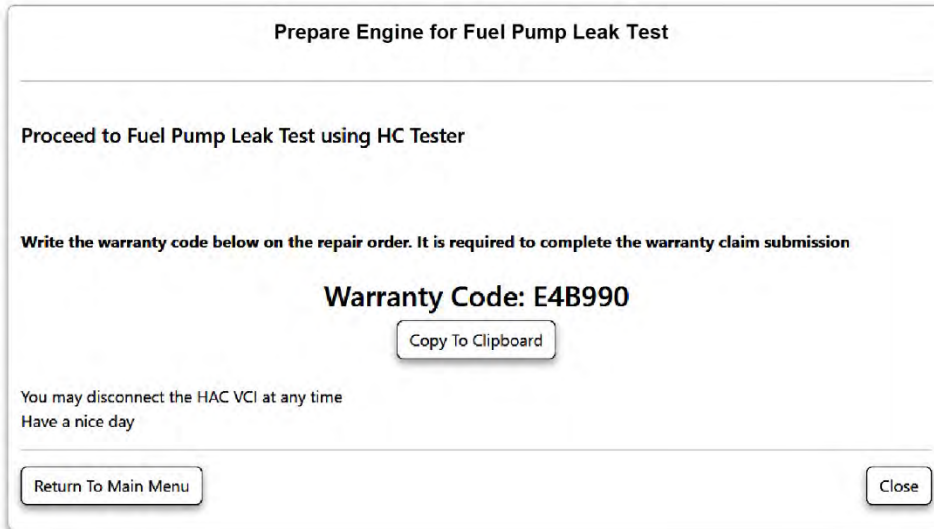 Prepare Engine for Fuel Pump Leak Test
Proceed to Fuel Pump Leak Test using HC Tester
Write the warranty code below on the repair order. It is required to complete the warranty claim submission
Warranty Code: E4B990
Copy To Clipboard
You may disconnect the HAC VCI at any time
Have a nice day
Return To Main Menu
Close